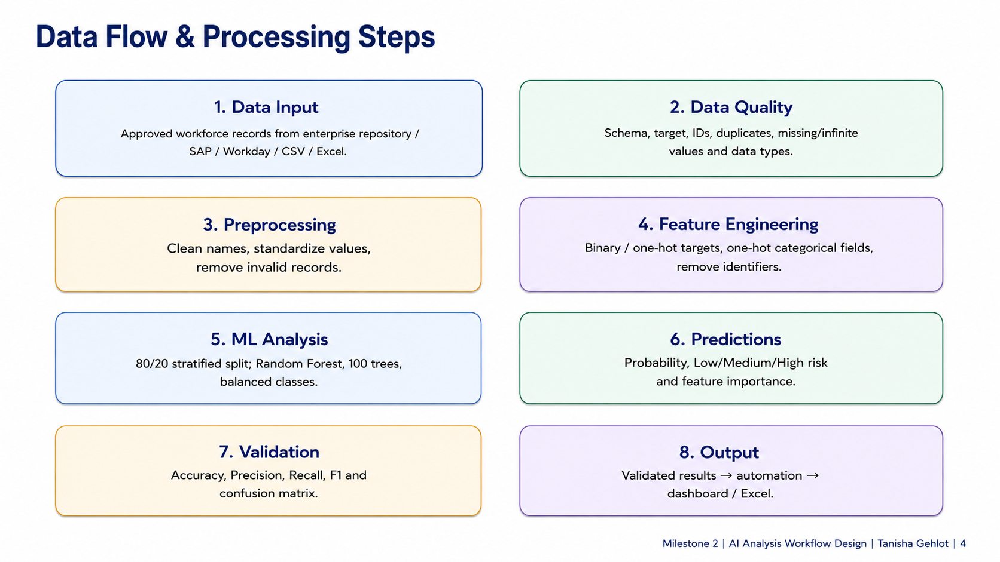 Data Flow & Processing Steps
1. Data Input
Approved workforce records from enterprise repository /
SAP / Workday / CSV / Excel.
2. Data Quality
Schema, target, IDs, duplicates, missing/infinite
values and data types.
3. Preprocessing
Clean names, standardize values,
remove invalid records.
4. Feature Engineering
Binary / one-hot targets, one-hot categorical fields,
remove identifiers.
5. ML Analysis
80/20 stratified split; Random Forest, 100 trees,
balanced classes.
6. Predictions
Probability, Low/Medium/High risk
and feature importance.
7. Validation
Accuracy, Precision, Recall, F1 and
confusion matrix.
8. Output
Validated results → automation →
dashboard / Excel.
Milestone 2 | AI Analysis Workflow Design | Tanisha Gehlot | 4